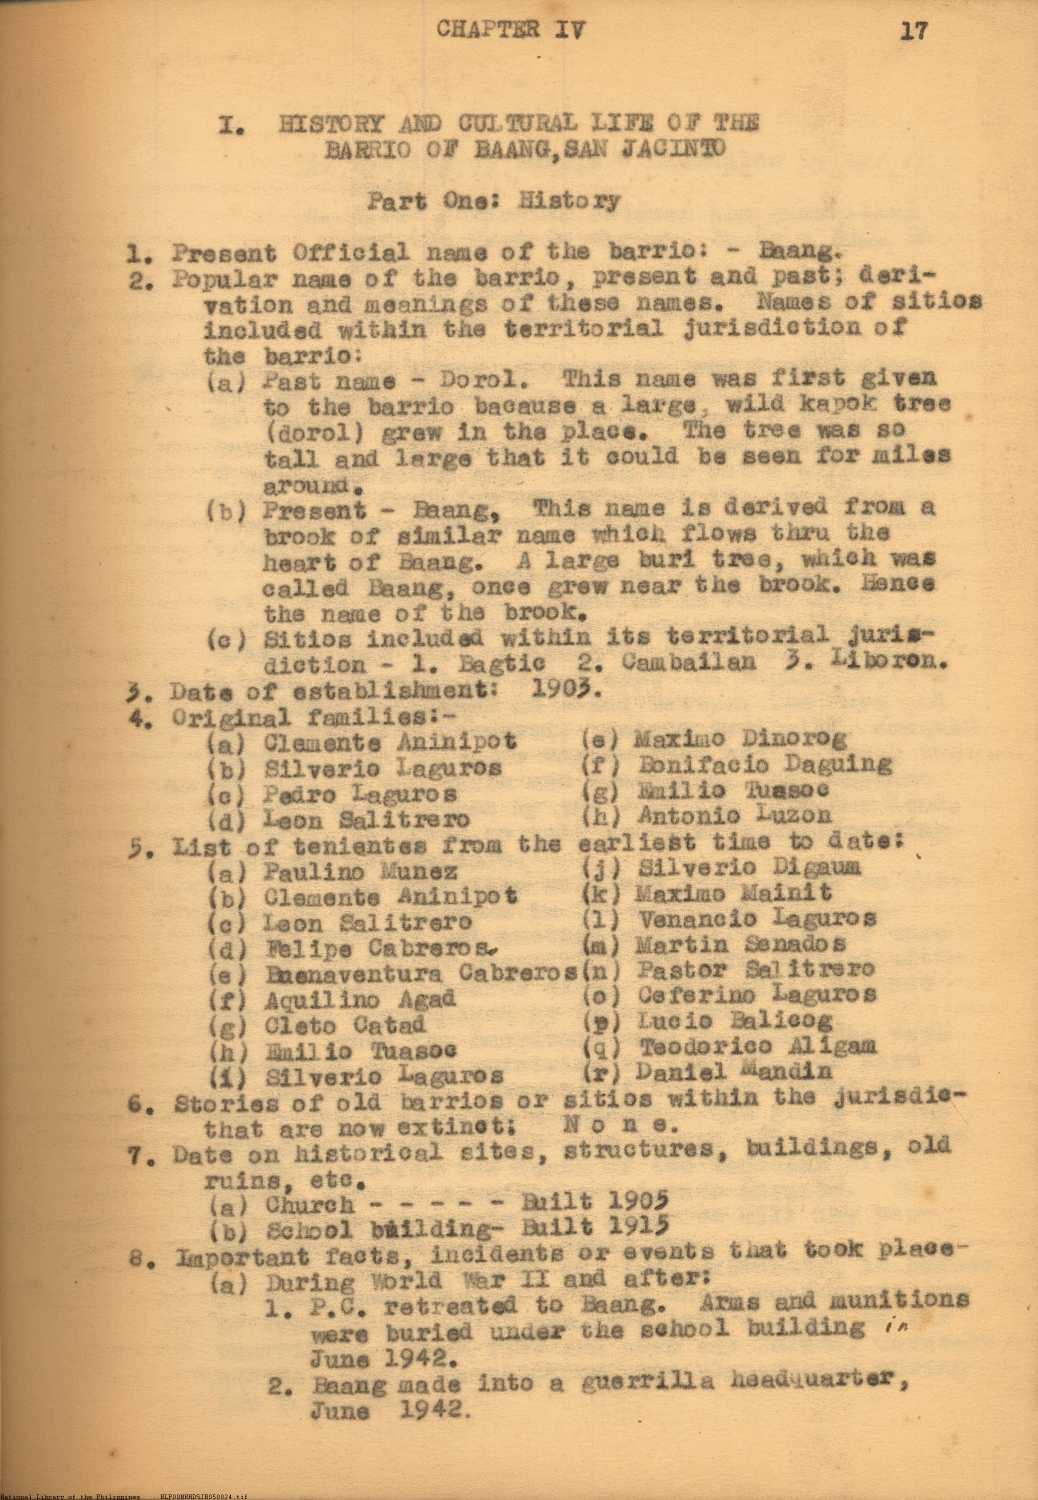 CHAPTER IV 17
I. HISTORY AND CULTURAL LIFE OF THE
BARRIO OF BAANG,SAN JACINTO
Part One: History
1. Present Official name of the barrio: - Baang.
2. Popular name of the barrio, present and past; deri-
vation and meanings of these names. Names of sitios
included within the territorial jurisdiction of
the barrio:
(a) Past name - Dorol. This name was first given
to the barrio bacause a large, wild kapok tree
(dorol) grew in the place. The tree was so
tall and large that it could be seen for miles
around.
(b) Present - Baang, This name is derived from a
brook of similar name which flows thru the
heart of Baang. A large buri tree, which was
called Baang, once grew near the brook. Hence
the name of the brook.
(c) Sitios included within its territorial juris-
diction - 1. Bagtic 2. Cambailan 3. Liboron.
3. Date of establishment: 1903.
4. Original families:-
(a) Clemente Aninipot (e) Maximo Dinorog
(b) Silverio Laguros (f) Bonifacio Daguing
(c) Pedro Laguros (g) Emilio Tuasoc
(d) Leon Salitrero (h) Antonio Luzon
5. List of tenientes from the earliest time to date:
(a) Paulino Munez (j) Silverio Digaum
(b) Clemente Aninipot (k) Maximo Mainit
(c) Leon Salitrero (l) Venancio Laguros
(d) Felipe Cabreros. (m) Martin Senados
(e) Buenaventura Cabreros(n) Pastor Salitrero
(f) Aquilino Agad (o) Ceferino Laguros
(g) Cleto Catad (p) Lucio Balicog
(h) Emilio Tuasoc (q) Teodorico Aligam
(i) Silverio Laguros (r) Daniel Mandin
6. Stories of old barrios or sitios within the jurisdic-
that are now extinct: N o n e.
7. Date on historical sites, structures, buildings, old
ruins, etc.
(a) Church - - - - - Built 1905
(b) School building- Built 1915
8. Important facts, incidents or events that took place-
(a) During World War II and after:
1. P.C. retreated to Baang. Arms and munitions
were buried under the school building in
June 1942.
2. Baang made into a guerrilla headquarter,
June 1942.
National Library of the Philippines